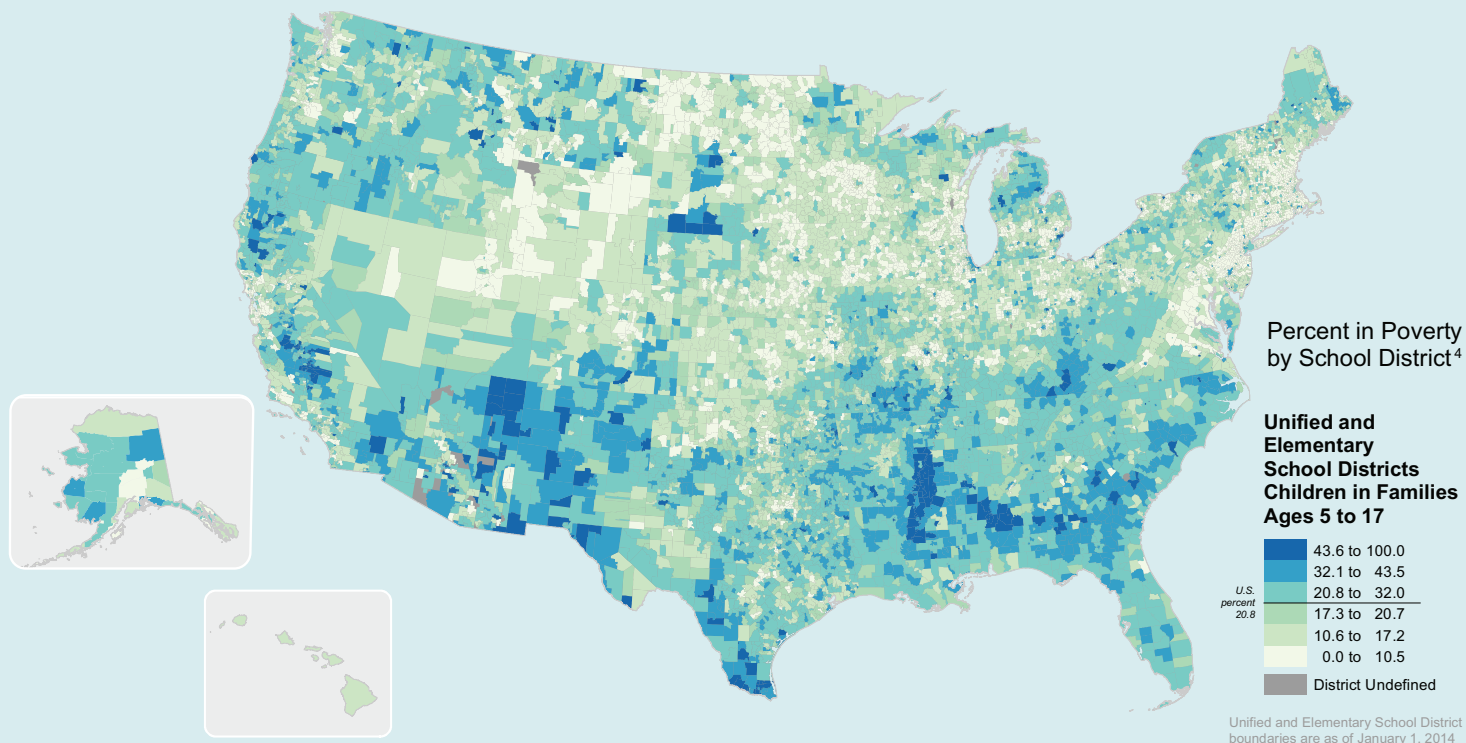 Percent in Poverty
by School District4
Unified and
Elementary
School Districts
Children in Families
Ages 5 to 17
43.6 to 100.0
32.1 to 43.5
20.8 to 32.0
U.S.
percent
20.8
17.3 to 20.7
10.6 to 17.2
0.0 to 10.5
District Undefined
Unified and Elementary School District
boundaries are as of January 1, 2014